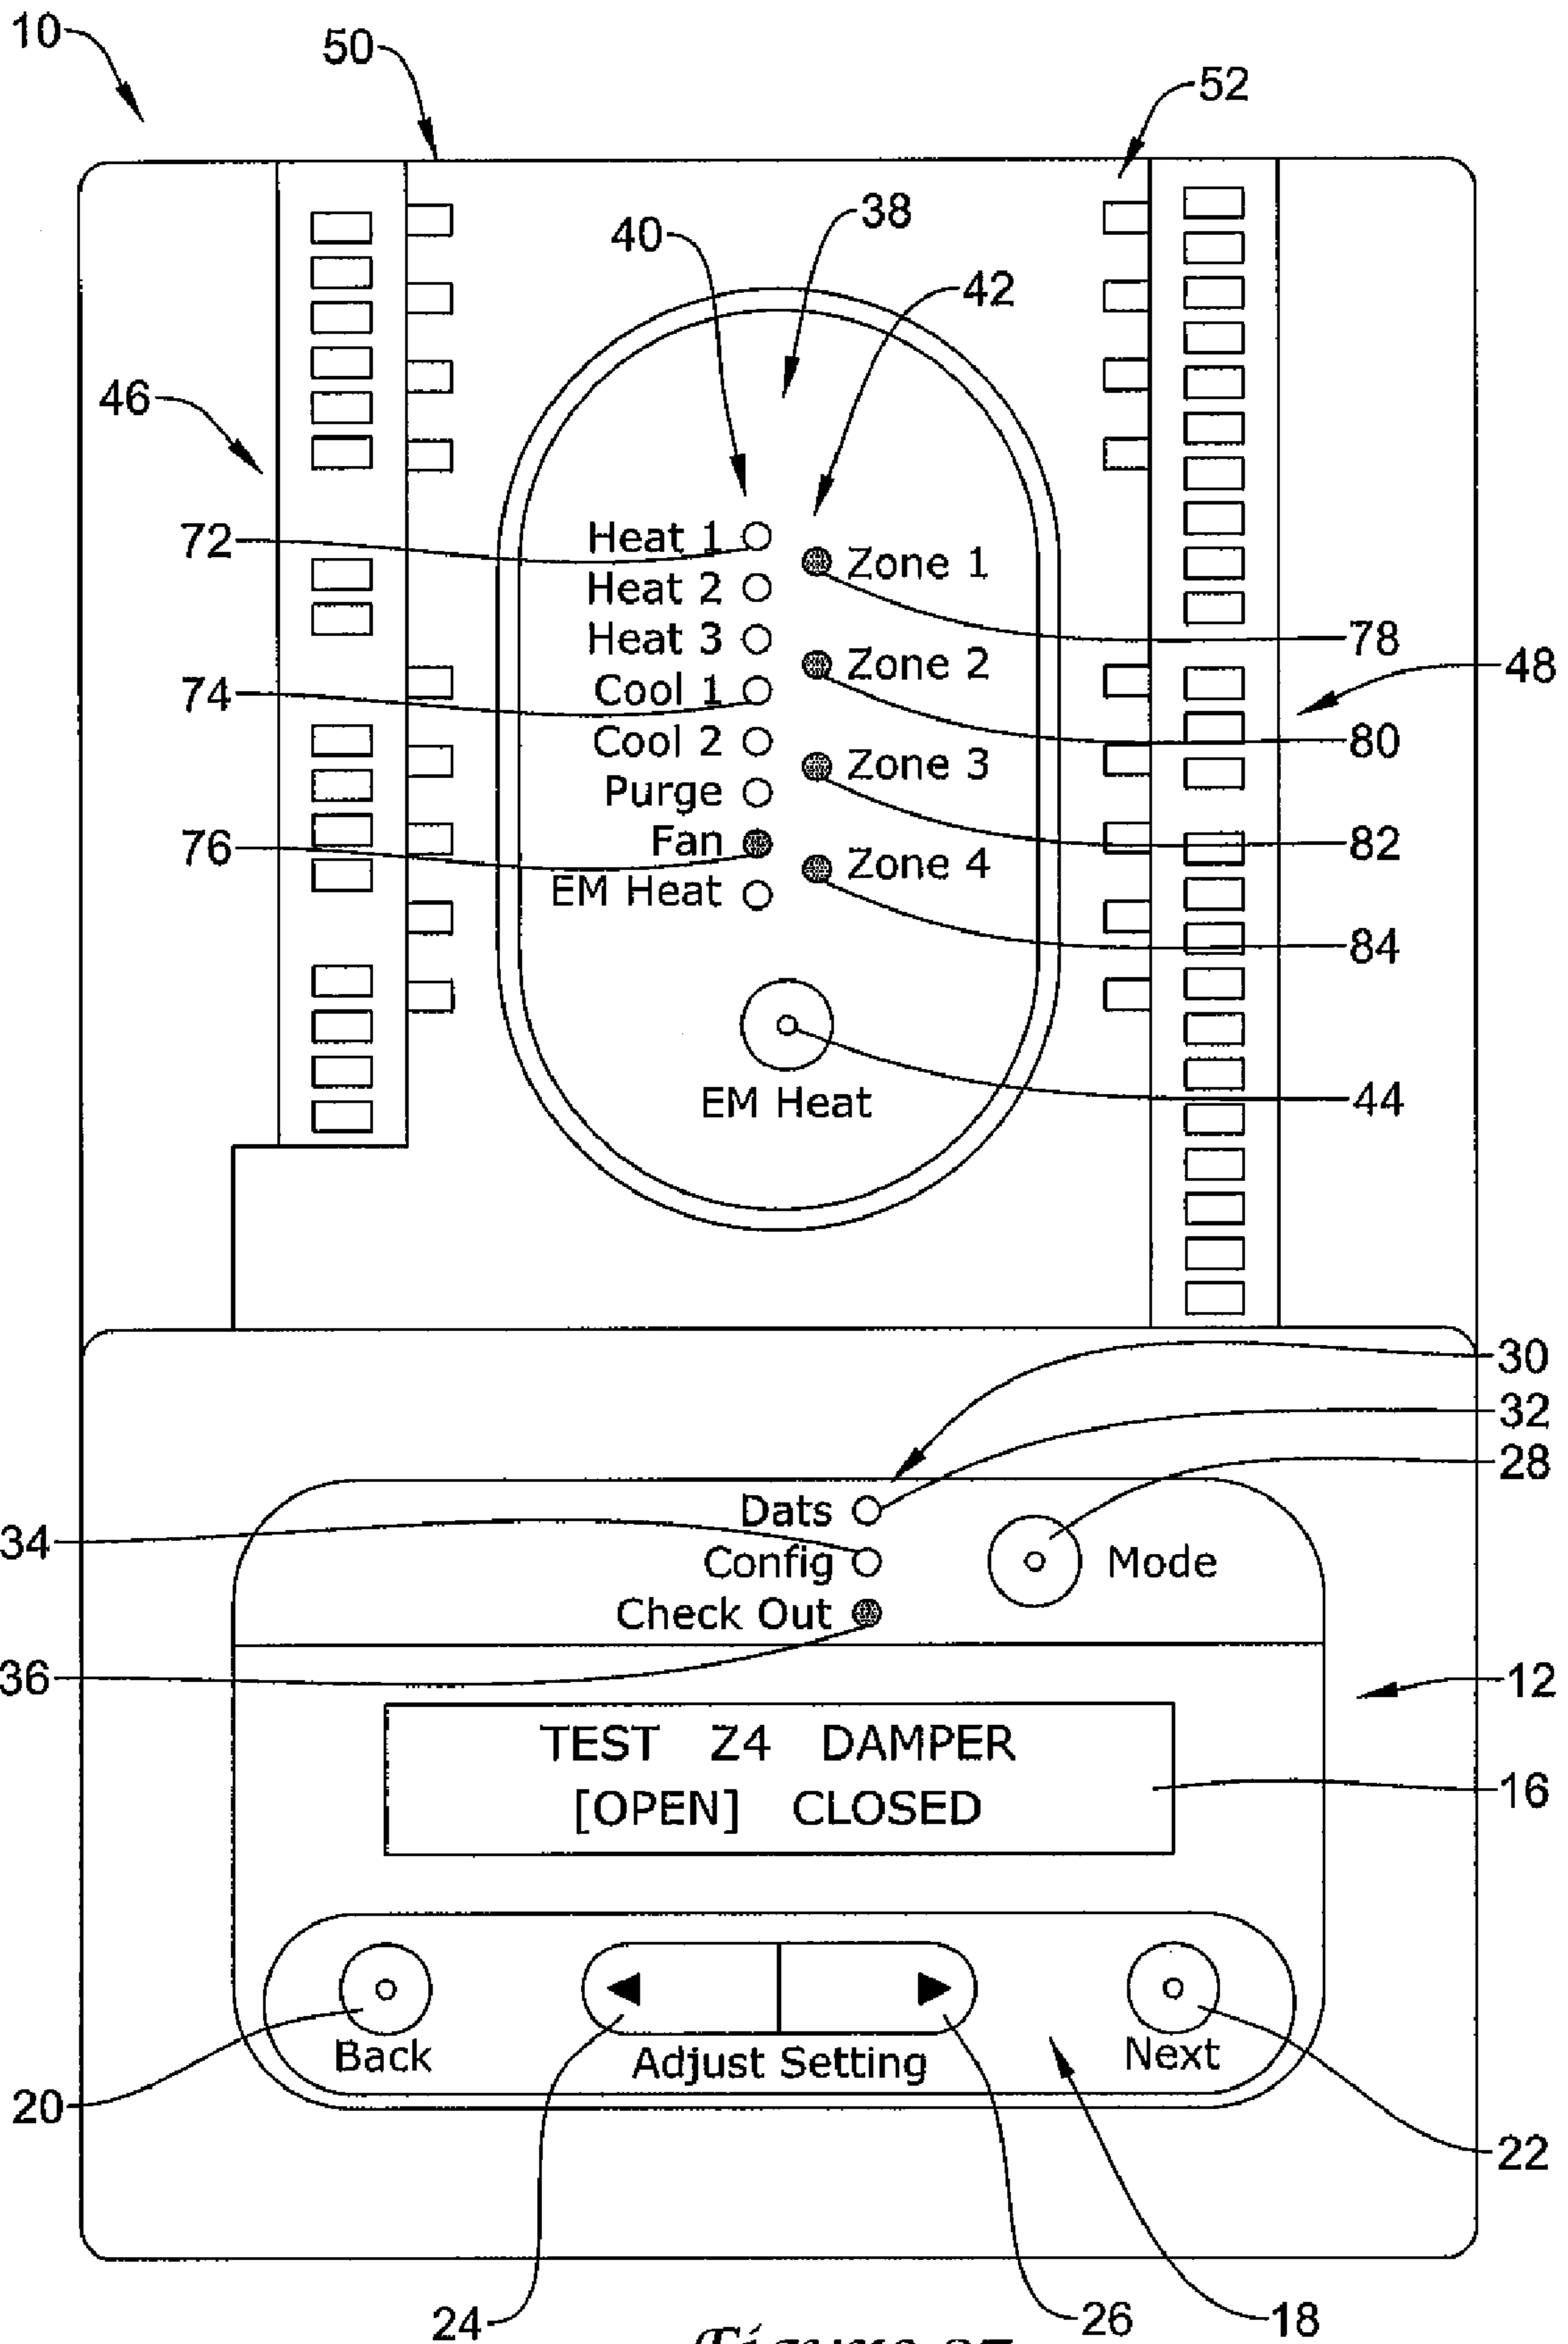 10
50
52
38
40
42
46
72
Heat 1
Zone 1
Heat 2
78
Heat 3
Zone 2
48
74
Cool 1
80
Cool 2
Zone 3
Purge
82
76
Fan
Zone 4
EM Heat
84
44
EM Heat
30
32
28
Dats
34
Config
Mode
Check Out
36
12
TEST Z4 DAMPER
[OPEN] CLOSED
16
Back
Adjust Setting
Next
20
22
24
26
18
Figure